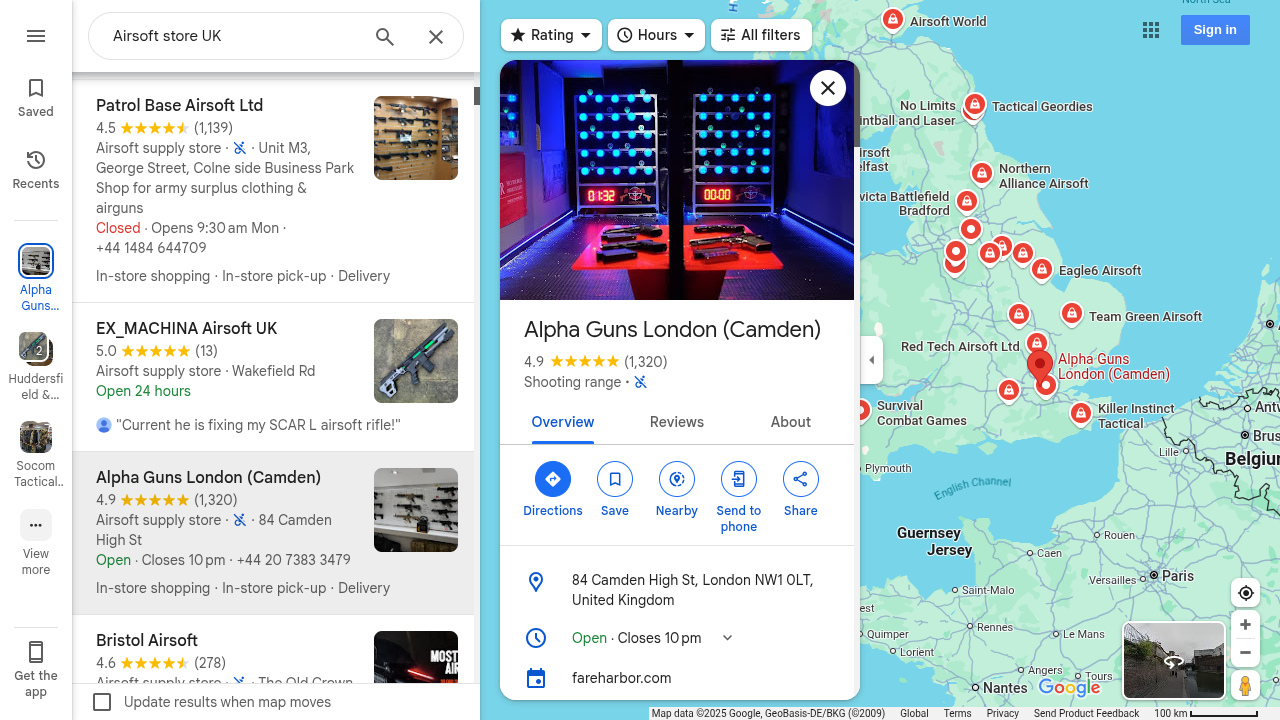 Airsoft store UK
Saved
Recents
Alpha
Guns...
2
Huddersfi
eld &...
Socom
Tactical..
View
more
Get the
app
Patrol Base Airsoft Ltd
4.5 (1,139)
Airsoft supply store · · Unit M3,
George Street, Colne side Business Park
Shop for army surplus clothing &
airguns
Closed · Opens 9:30 am Mon ·
+44 1484 644709
In-store shopping · In-store pick-up · Delivery
EX_MACHINA Airsoft UK
5.0 (13)
Airsoft supply store · Wakefield Rd
Open 24 hours
"Current he is fixing my SCAR L airsoft rifle!"
Alpha Guns London (Camden)
4.9 (1,320)
Airsoft supply store · · 84 Camden
High St
Open · Closes 10 pm · +44 20 7383 3479
In-store shopping · In-store pick-up · Delivery
Bristol Airsoft
4.6 (278)
Airsoft supply store · · The Old Crown
MOST
Update results when map moves
Rating
Hours
All filters
01:32
00:00
Alpha Guns London (Camden)
4.9 (1,320)
Shooting range ·
Overview
Reviews
About
Directions
Save
Nearby
Send to
phone
Share
84 Camden High St, London NW1 0LT,
United Kingdom
Open · Closes 10 pm
fareharbor.com
Sign in
North Sea
Airsoft World
No Limits
intball and Laser
Tactical Geordies
irsoft
elfast
Northern
Alliance Airsoft
victa Battlefield
Bradford
Eagle6 Airsoft
Team Green Airsoft
Red Tech Airsoft Ltd
Alpha Guns
London (Camden)
Survival
Combat Games
Killer Instinct
Tactical
Antw
Brus
Belgiun
Lille
Plymouth
English Channel
Guernsey
Jersey
Rouen
Caen
Versailles
Paris
Saint-Malo
est
Quimper
Rennes
Le Mans
Lorient
Angers
Tours
Nantes
Google
Map data ©2025 Google, GeoBasis-DE/BKG (©2009)
Global
Terms
Privacy
Send Product Feedback
100 km